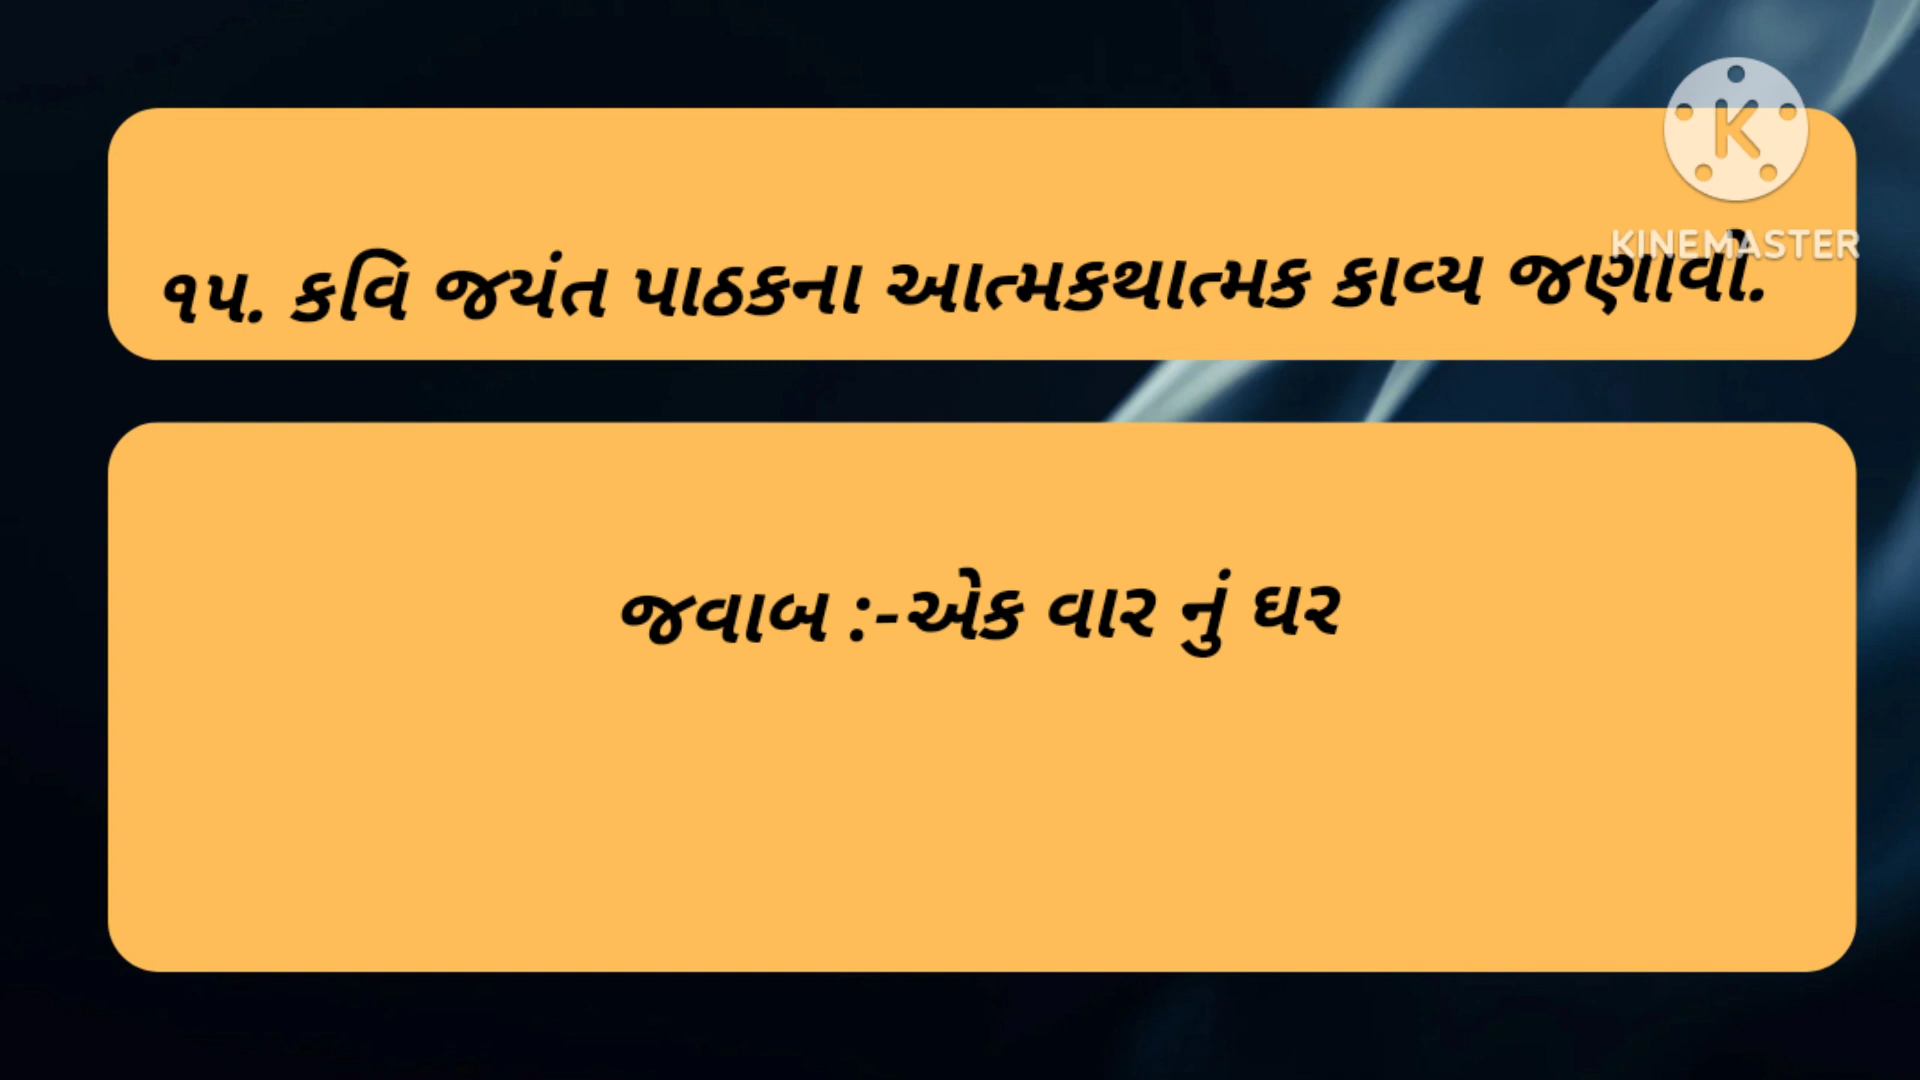 K
KINEMASTER
૧૫. કવિ જયંત પાઠકના આત્મકથાત્મક કાવ્ય જણાવો.
જવાબ :-એક વાર નું ઘર